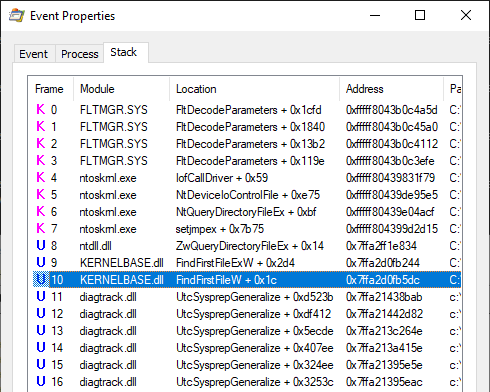 Event Properties
Event Process Stack
Frame Module Location Address Pa
K 0 FLTMGR.SYS FltDecodeParameters + 0x1cfd 0xfffff8043b0c4a5d C:\
K 1 FLTMGR.SYS FltDecodeParameters + 0x1840 0xfffff8043b0c45a0 C:\
K 2 FLTMGR.SYS FltDecodeParameters + 0x13b2 0xfffff8043b0c4112 C:\
K 3 FLTMGR.SYS FltDecodeParameters + 0x119e 0xfffff8043b0c3efe C:\
K 4 ntoskrnl.exe IofCallDriver + 0x59 0xfffff80439831f79 C:\
K 5 ntoskrnl.exe NtDeviceIoControlFile + 0xe75 0xfffff80439de95e5 C:\
K 6 ntoskrnl.exe NtQueryDirectoryFileEx + 0xbf 0xfffff80439e04acf C:\
K 7 ntoskrnl.exe setjmpex + 0x7b75 0xfffff804399d2d15 C:\
U 8 ntdll.dll ZwQueryDirectoryFileEx + 0x14 0x7ffa2ff1e834 C:\
U 9 KERNELBASE.dll FindFirstFileExW + 0x2d4 0x7ffa2d0fb244 C:\
U 10 KERNELBASE.dll FindFirstFileW + 0x1c 0x7ffa2d0fb5dc C:\
U 11 diagtrack.dll UtcSysprepGeneralize + 0xd523b 0x7ffa21438bab c:\
U 12 diagtrack.dll UtcSysprepGeneralize + 0xdf412 0x7ffa21442d82 c:\
U 13 diagtrack.dll UtcSysprepGeneralize + 0x5ecde 0x7ffa213c264e c:\
U 14 diagtrack.dll UtcSysprepGeneralize + 0x407ee 0x7ffa213a415e c:\
U 15 diagtrack.dll UtcSysprepGeneralize + 0x324ee 0x7ffa21395e5e c:\
U 16 diagtrack.dll UtcSysprepGeneralize + 0x3253c 0x7ffa21395eac c:\